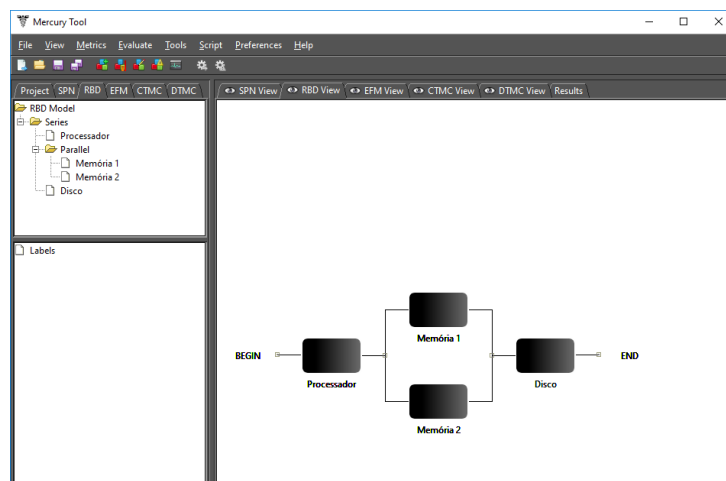 Mercury Tool
File View Metrics Evaluate Tools Script Preferences Help
Project SPN RBD EFM CTMC DTMC
SPN View RBD View EFM View CTMC View DTMC View Results
RBD Model
Series
Processador
Parallel
Memória 1
Memória 2
Disco
Labels
Memória 1
BEGIN END
Processador Disco
Memória 2